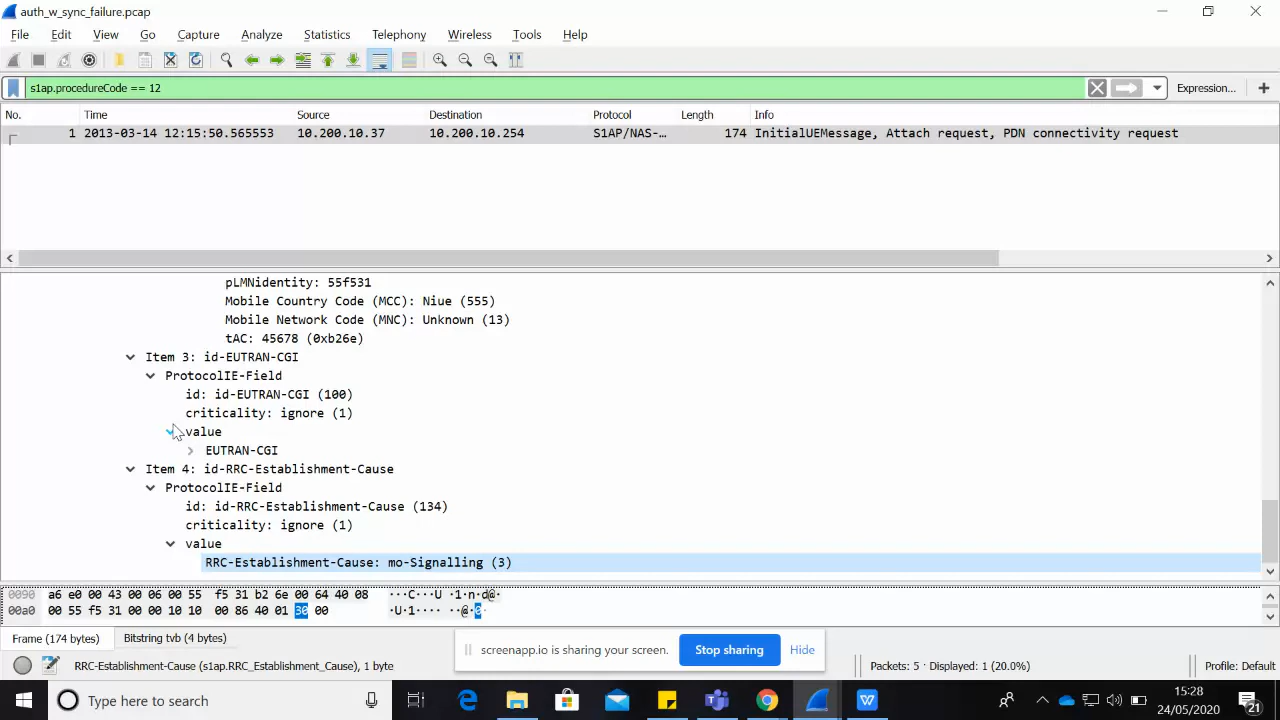 auth_w_sync_failure.pcap
File Edit View Go Capture Analyze Statistics Telephony Wireless Tools Help
s1ap.procedureCode == 12 Expression...
No. Time Source Destination Protocol Length Info
1 2013-03-14 12:15:50.565553 10.200.10.37 10.200.10.254 S1AP/NAS-... 174 InitialUEMessage, Attach request, PDN connectivity request
pLMNidentity: 55f531
Mobile Country Code (MCC): Niue (555)
Mobile Network Code (MNC): Unknown (13)
tAC: 45678 (0xb26e)
Item 3: id-EUTRAN-CGI
ProtocolIE-Field
id: id-EUTRAN-CGI (100)
criticality: ignore (1)
value
EUTRAN-CGI
Item 4: id-RRC-Establishment-Cause
ProtocolIE-Field
id: id-RRC-Establishment-Cause (134)
criticality: ignore (1)
value
RRC-Establishment-Cause: mo-Signalling (3)
0090 a6 e0 00 43 00 06 00 55 f5 31 b2 6e 00 64 40 08 ···C···U ·1·n·d@·
00a0 00 55 f5 31 00 00 10 10 00 86 40 01 30 00 ·U·1···· ··@·0·
Frame (174 bytes) Bitstring tvb (4 bytes)
screenapp.io is sharing your screen. Stop sharing Hide
RRC-Establishment-Cause (s1ap.RRC_Establishment_Cause), 1 byte Packets: 5 · Displayed: 1 (20.0%) Profile: Default
Type here to search
15:28
24/05/2020
21